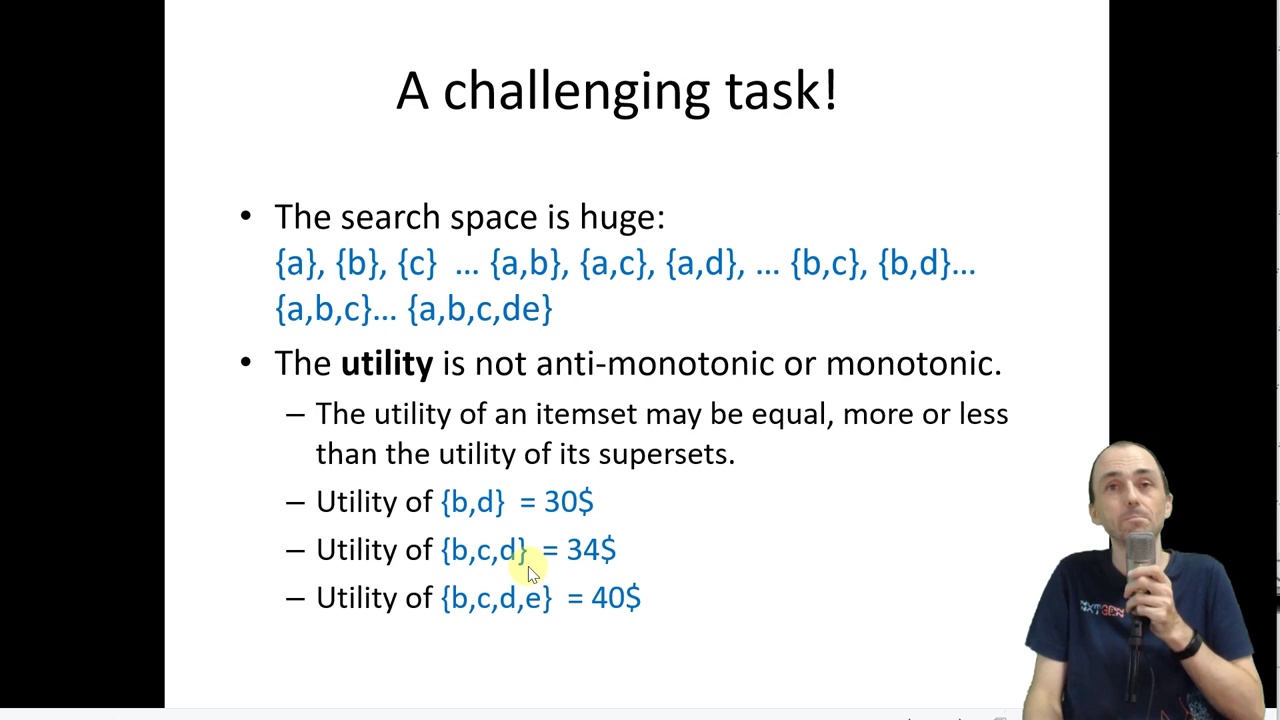 A challenging task!
• The search space is huge:
{a}, {b}, {c} … {a,b}, {a,c}, {a,d}, … {b,c}, {b,d}…
{a,b,c}… {a,b,c,de}
• The utility is not anti-monotonic or monotonic.
– The utility of an itemset may be equal, more or less
than the utility of its supersets.
– Utility of {b,d} = 30$
– Utility of {b,c,d} = 34$
– Utility of {b,c,d,e} = 40$